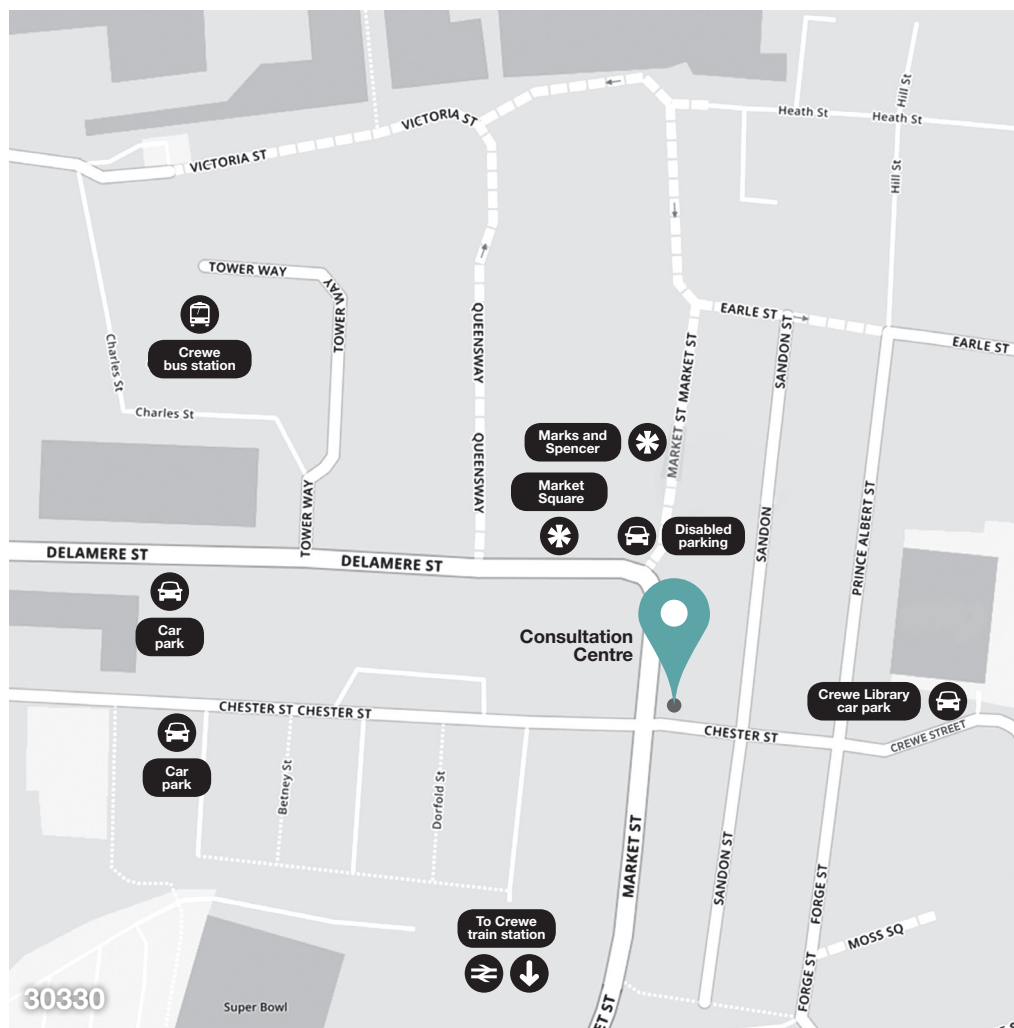 Heath St
Hill St
Heath St
VICTORIA ST
VICTORIA ST
Hill St
TOWER WAY
TOWER WAY
TOWER WAY
Crewe
bus station
Charles St
Charles St
QUEENSWAY
QUEENSWAY
EARLE ST
EARLE ST
SANDON ST
MARKET ST
MARKET ST
Marks and
Spencer
Market
Square
Disabled
parking
TOWER WAY
SANDON
PRINCE ALBERT ST
DELAMERE ST
DELAMERE ST
Car
park
Consultation
Centre
Crewe Library
car park
CHESTER ST CHESTER ST
CHESTER ST
CREWE STREET
Car
park
Betney St
Dorfold St
MARKET ST
SANDON ST
FORGE ST
To Crewe
train station
MOSS SQ
FORGE ST
30330
Super Bowl
ET ST